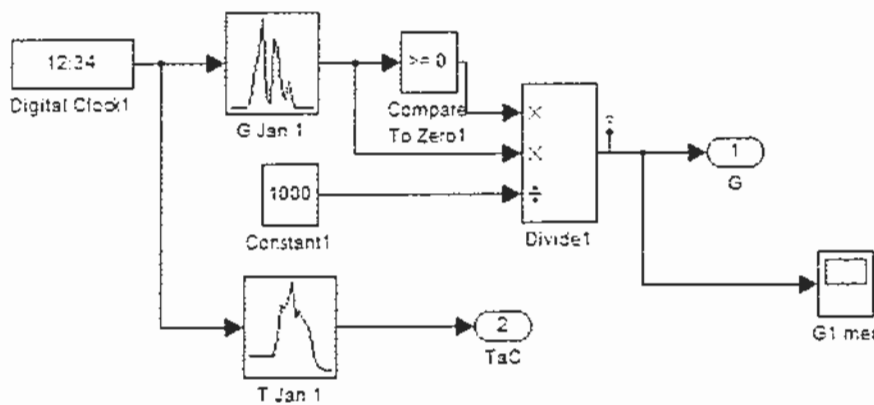 12:34
Digital Clock1
G Jan 1
>= 0
Compare
To Zero1
1000
Constant1
×
×
÷
Divide1
1
G
G1 mea
T Jan 1
2
TaC